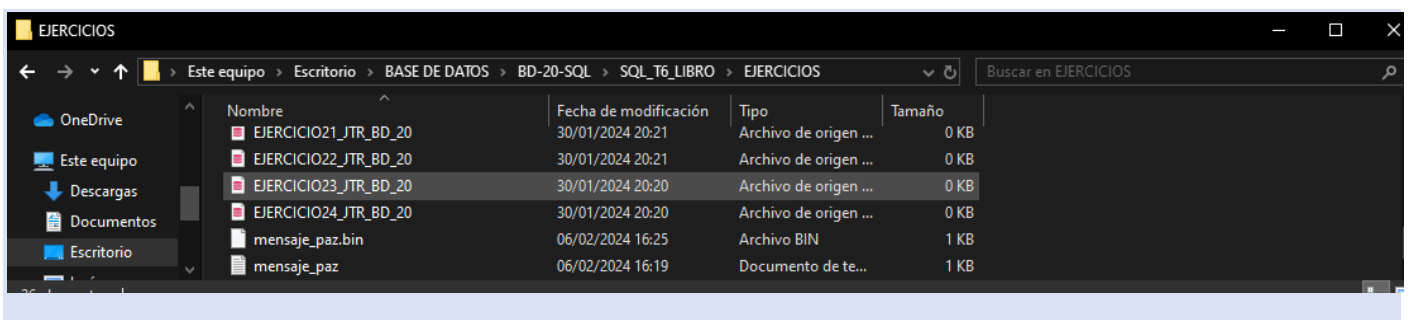 EJERCICIOS
Este equipo > Escritorio > BASE DE DATOS > BD-20-SQL > SQL_T6_LIBRO > EJERCICIOS
Buscar en EJERCICIOS
OneDrive
Este equipo
Descargas
Documentos
Escritorio
Nombre Fecha de modificación Tipo Tamaño
EJERCICIO21_JTR_BD_20 30/01/2024 20:21 Archivo de origen ... 0 KB
EJERCICIO22_JTR_BD_20 30/01/2024 20:21 Archivo de origen ... 0 KB
EJERCICIO23_JTR_BD_20 30/01/2024 20:20 Archivo de origen ... 0 KB
EJERCICIO24_JTR_BD_20 30/01/2024 20:20 Archivo de origen ... 0 KB
mensaje_paz.bin 06/02/2024 16:25 Archivo BIN 1 KB
mensaje_paz 06/02/2024 16:19 Documento de te... 1 KB